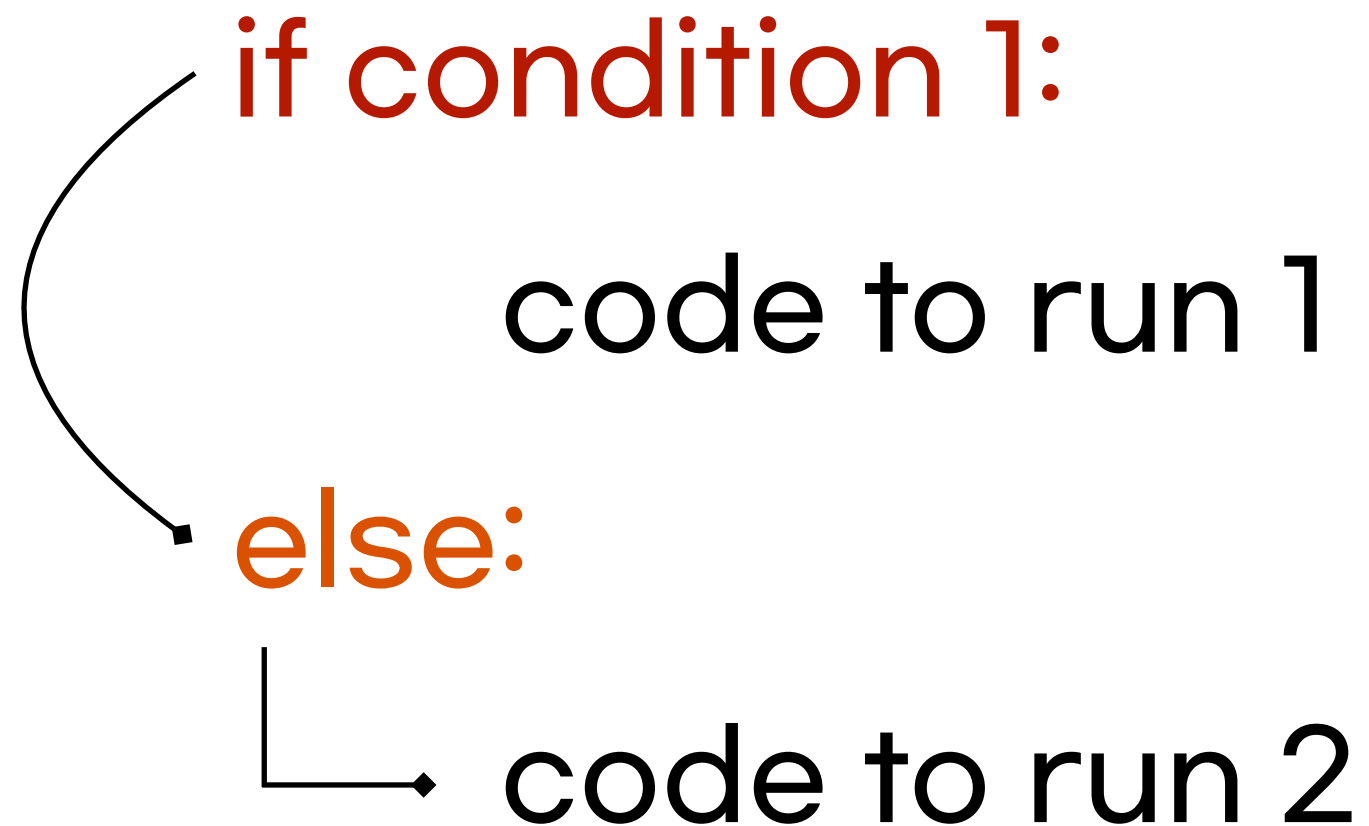 if condition 1:
code to run 1
else:
code to run 2